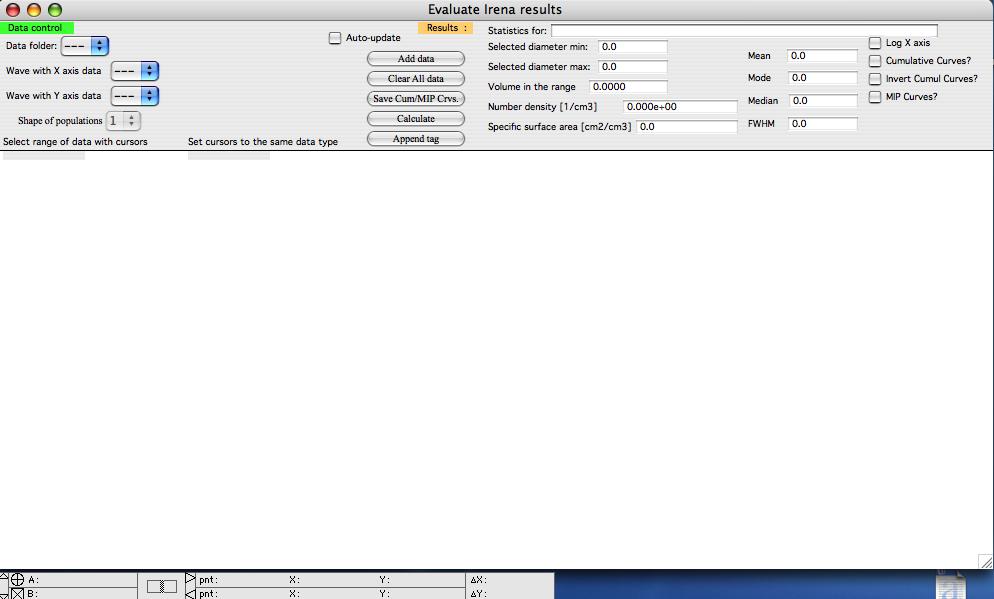 Evaluate Irena results
Data control
Data folder: ---
Wave with X axis data ---
Wave with Y axis data ---
Shape of populations 1
Select range of data with cursors
Set cursors to the same data type
Auto-update
Add data
Clear All data
Save Cum/MIP Crvs.
Calculate
Append tag
Results :
Statistics for:
Selected diameter min: 0.0
Selected diameter max: 0.0
Volume in the range 0.0000
Number density [1/cm3] 0.000e+00
Specific surface area [cm2/cm3] 0.0
Mean 0.0
Mode 0.0
Median 0.0
FWHM 0.0
Log X axis
Cumulative Curves?
Invert Cumul Curves?
MIP Curves?
A: pnt: X: Y: ΔX:
B: pnt: X: Y: ΔY: